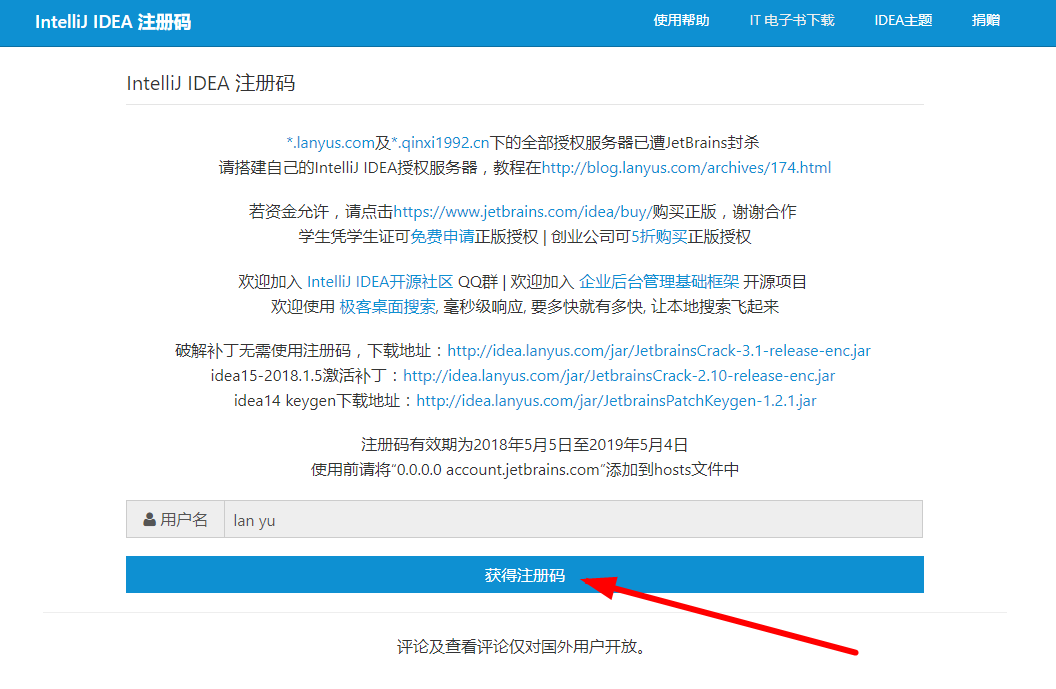 IntelliJ IDEA 注册码 使用帮助 IT 电子书下载 IDEA主题 捐赠
IntelliJ IDEA 注册码
*.lanyus.com及*.qinxi1992.cn下的全部授权服务器已遭JetBrains封杀
请搭建自己的IntelliJ IDEA授权服务器，教程在http://blog.lanyus.com/archives/174.html
若资金允许，请点击https://www.jetbrains.com/idea/buy/购买正版，谢谢合作
学生凭学生证可免费申请正版授权 | 创业公司可5折购买正版授权
欢迎加入 IntelliJ IDEA开源社区 QQ群 | 欢迎加入 企业后台管理基础框架 开源项目
欢迎使用 极客桌面搜索, 毫秒级响应, 要多快就有多快, 让本地搜索飞起来
破解补丁无需使用注册码，下载地址：http://idea.lanyus.com/jar/JetbrainsCrack-3.1-release-enc.jar
idea15-2018.1.5激活补丁：http://idea.lanyus.com/jar/JetbrainsCrack-2.10-release-enc.jar
idea14 keygen下载地址：http://idea.lanyus.com/jar/JetbrainsPatchKeygen-1.2.1.jar
注册码有效期为2018年5月5日至2019年5月4日
使用前请将“0.0.0.0 account.jetbrains.com”添加到hosts文件中
用户名 lan yu
获得注册码
评论及查看评论仅对国外用户开放。